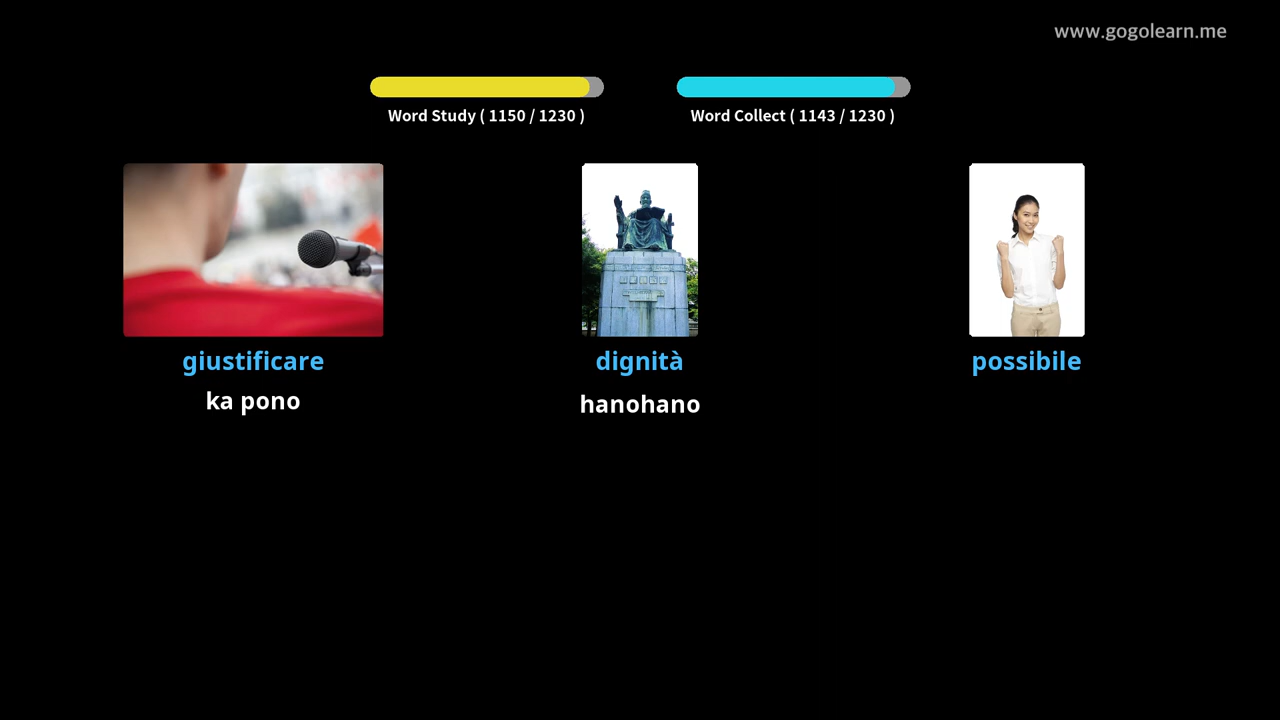 www.gogolearn.me
Word Study ( 1150 / 1230 )
Word Collect ( 1143 / 1230 )
giustificare
dignità
possibile
ka pono
hanohano